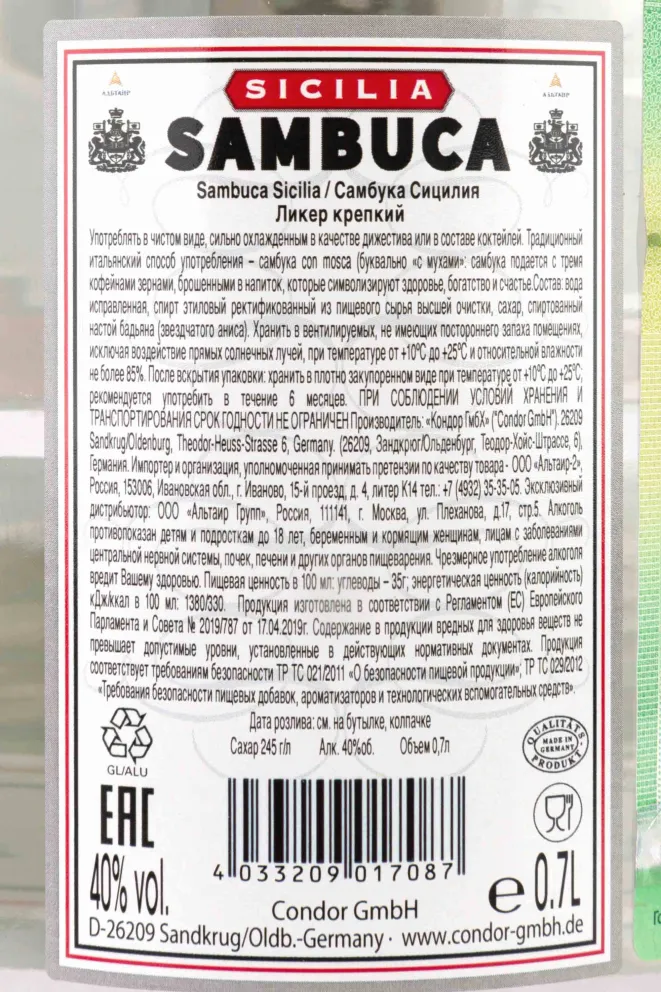 АЛЬТАИР
АЛЬТАИР
SICILIA
SAMBUCA
Sambuca Sicilia / Самбука Сицилия
Ликер крепкий
Употреблять в чистом виде, сильно охлажденным в качестве дижестива или в составе коктейлей. Традиционный
итальянский способ употребления – самбука con mosca (буквально «с мухами»: самбука подается с тремя
кофейнами зернами, брошенными в напиток, которые символизируют здоровье, богатство и счастье.Состав: вода
исправленная, спирт этиловый ректификованный из пищевого сырья высшей очистки, сахар, спиртованный
настой бадьяна (звездчатого аниса). Хранить в вентилируемых, не имеющих постороннего запаха помещениях,
исключая воздействие прямых солнечных лучей, при температуре от +10°С до +25°С и относительной влажности
не более 85%. После вскрытия упаковки: хранить в плотно закупоренном виде при температуре от +10°С до +25°С;
рекомендуется употребить в течение 6 месяцев. ПРИ СОБЛЮДЕНИИ УСЛОВИЙ ХРАНЕНИЯ И
ТРАНСПОРТИРОВАНИЯ СРОК ГОДНОСТИ НЕ ОГРАНИЧЕН Производитель: «Кондор ГмбХ» ("Condor GmbH"). 26209
Sandkrug/Oldenburg, Theodor-Heuss-Strasse 6, Germany. (26209, Зандкрюг/Ольденбург, Теодор-Хойс-Штрассе, 6),
Германия. Импортер и организация, уполномоченная принимать претензии по качеству товара - ООО «Альтаир-2»,
Россия, 153006, Ивановская обл., г. Иваново, 15-й проезд, д. 4, литер К14 тел.: +7 (4932) 35-35-05. Эксклюзивный
дистрибьютор: ООО «Альтаир Групп», Россия, 111141, г. Москва, ул. Плеханова, д.17, стр.5. Алкоголь
противопоказан детям и подросткам до 18 лет, беременным и кормящим женщинам, лицам с заболеваниями
центральной нервной системы, почек, печени и других органов пищеварения. Чрезмерное употребление алкоголя
вредит Вашему здоровью. Пищевая ценность в 100 мл: углеводы – 35г; энергетическая ценность (калорийность)
кДж/ккал в 100 мл: 1380/330. Продукция изготовлена в соответствии с Регламентом (ЕС) Европейского
Парламента и Совета № 2019/787 от 17.04.2019г. Содержание в продукции вредных для здоровья веществ не
превышает допустимые уровни, установленные в действующих нормативных документах. Продукция
соответствует требованиям безопасности ТР ТС 021/2011 «О безопасности пищевой продукции»; ТР ТС 029/2012
«Требования безопасности пищевых добавок, ароматизаторов и технологических вспомогательных средств».
Дата розлива: см. на бутылке, колпачке
Сахар 245 г/л Алк. 40%об. Объем 0,7л
GL/ALU
QUALITÄTS-
MADE IN
GERMANY
PRODUKT
EAC
40% vol.
4 033209 017087
e 0.7L
Condor GmbH
D-26209 Sandkrug/Oldb.-Germany · www.condor-gmbh.de